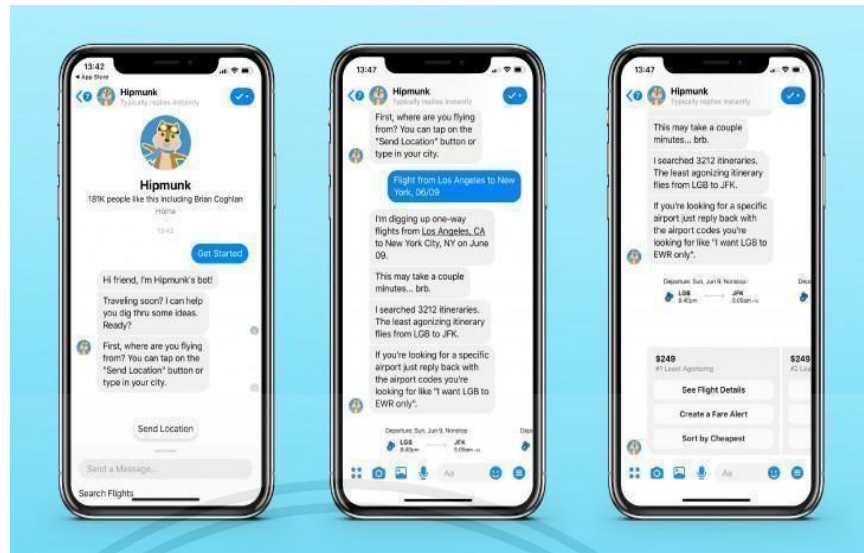 13:42
App Store
Hipmunk
Typically replies instantly
Hipmunk
181K people like this including Brian Coghlan
Home
13:42
Get Started
Hi friend, I'm Hipmunk's bot!
Traveling soon? I can help
you dig thru some ideas.
Ready?
First, where are you flying
from? You can tap on the
"Send Location" button or
type in your city.
Send Location
Send a Message...
Search Flights
13:47
Hipmunk
Typically replies instantly
First, where are you flying
from? You can tap on the
"Send Location" button or
type in your city.
Flight from Los Angeles to New
York, 06/09
I'm digging up one-way
flights from Los Angeles, CA
to New York City, NY on June
09.
This may take a couple
minutes... brb.
I searched 3212 itineraries.
The least agonizing itinerary
flies from LGB to JFK.
If you're looking for a specific
airport just reply back with
the airport codes you're
looking for like "I want LGB to
EWR only".
Departure: Sun, Jun 9, Nonstop
LGB JFK
8:40pm 5:09am
Aa
13:47
Hipmunk
Typically replies instantly
This may take a couple
minutes... brb.
I searched 3212 itineraries.
The least agonizing itinerary
flies from LGB to JFK.
If you're looking for a specific
airport just reply back with
the airport codes you're
looking for like "I want LGB to
EWR only".
Departure: Sun, Jun 9, Nonstop
LGB JFK
8:40pm 5:09am
$249
#1 Least Agonizing
$249
See Flight Details
Create a Fare Alert
Sort by Cheapest
Aa